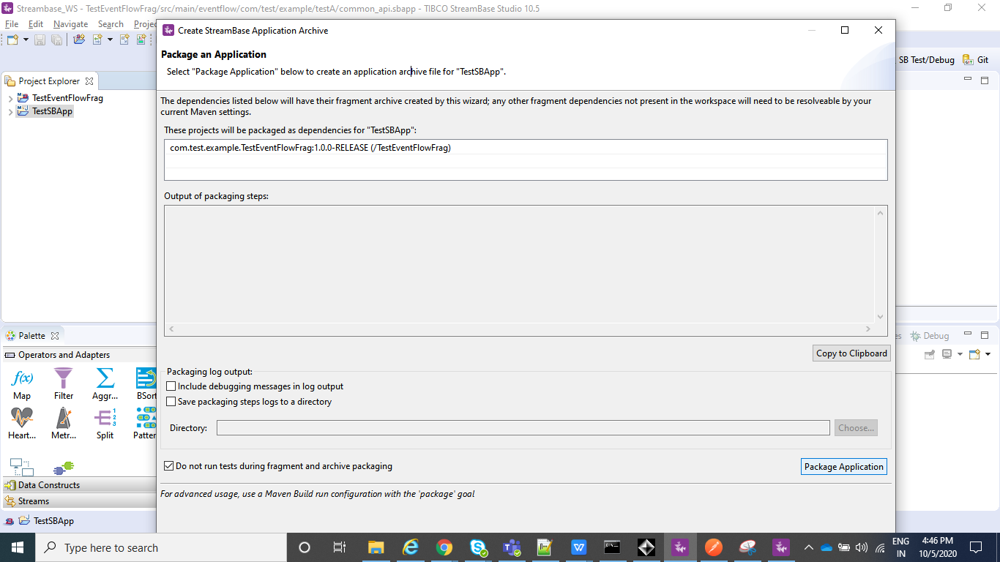 Streambase_WS - TestEventFlowFrag/src/main/eventflow/com/test/example/testA/common_api.sbapp - TIBCO StreamBase Studio 10.5
File Edit Navigate Search Projec
Create StreamBase Application Archive
Package an Application
Select "Package Application" below to create an application archive file for "TestSBApp".
SB Test/Debug Git
Project Explorer
TestEventFlowFrag
TestSBApp
The dependencies listed below will have their fragment archive created by this wizard; any other fragment dependencies not present in the workspace will need to be resolveable by your
current Maven settings.
These projects will be packaged as dependencies for "TestSBApp":
com.test.example.TestEventFlowFrag:1.0.0-RELEASE (/TestEventFlowFrag)
Output of packaging steps:
Copy to Clipboard
Packaging log output:
Include debugging messages in log output
Save packaging steps logs to a directory
Directory:
Choose...
Do not run tests during fragment and archive packaging
Package Application
For advanced usage, use a Maven Build run configuration with the 'package' goal
es Debug
Palette
Operators and Adapters
f(x)
Map Filter Aggr... BSort
1
2
3
Heart... Metr... Split Patter
Data Constructs
Streams
TestSBApp
Type here to search
ENG
IN
4:46 PM
10/5/2020